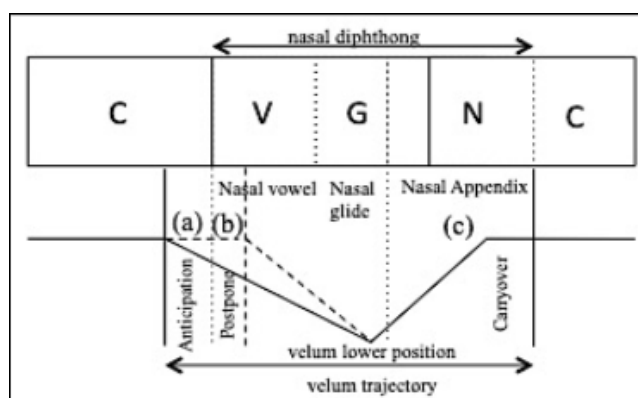 nasal diphthong
C V G N C
Nasal vowel Nasal glide Nasal Appendix
(a) (b) (c)
Anticipation
Postpone
Carryover
velum lower position
velum trajectory